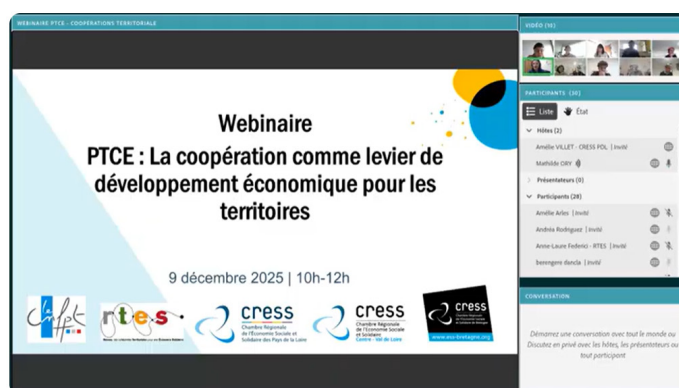 WEBINAIRE PTCE - COOPÉRATIONS TERRITORIALE
Webinaire
PTCE : La coopération comme levier de
développement économique pour les
territoires
9 décembre 2025 | 10h-12h
cnfpt
rtes
cress
Chambre Régionale
de l'Économie Sociale et
Solidaire des Pays de la Loire
cress
Chambre Régionale
de l'Économie Sociale
et Solidaire
Centre - Val de Loire
cress
www.ess-bretagne.org
VIDÉO (10)
PARTICIPANTS (30)
Liste
État
Hôtes (2)
Amélie VILLET - CRESS PDL | Invité
Mathilde ORY
Présentateurs (0)
Participants (28)
Amélie Arles | Invité
Andréa Rodriguez | Invité
Anne-Laure Federici - RTES | Invité
berengere dancla | Invité
CONVERSATION
Démarrez une conversation avec tout le monde ou
Discutez en privé avec les hôtes, les présentateurs ou
tout participant